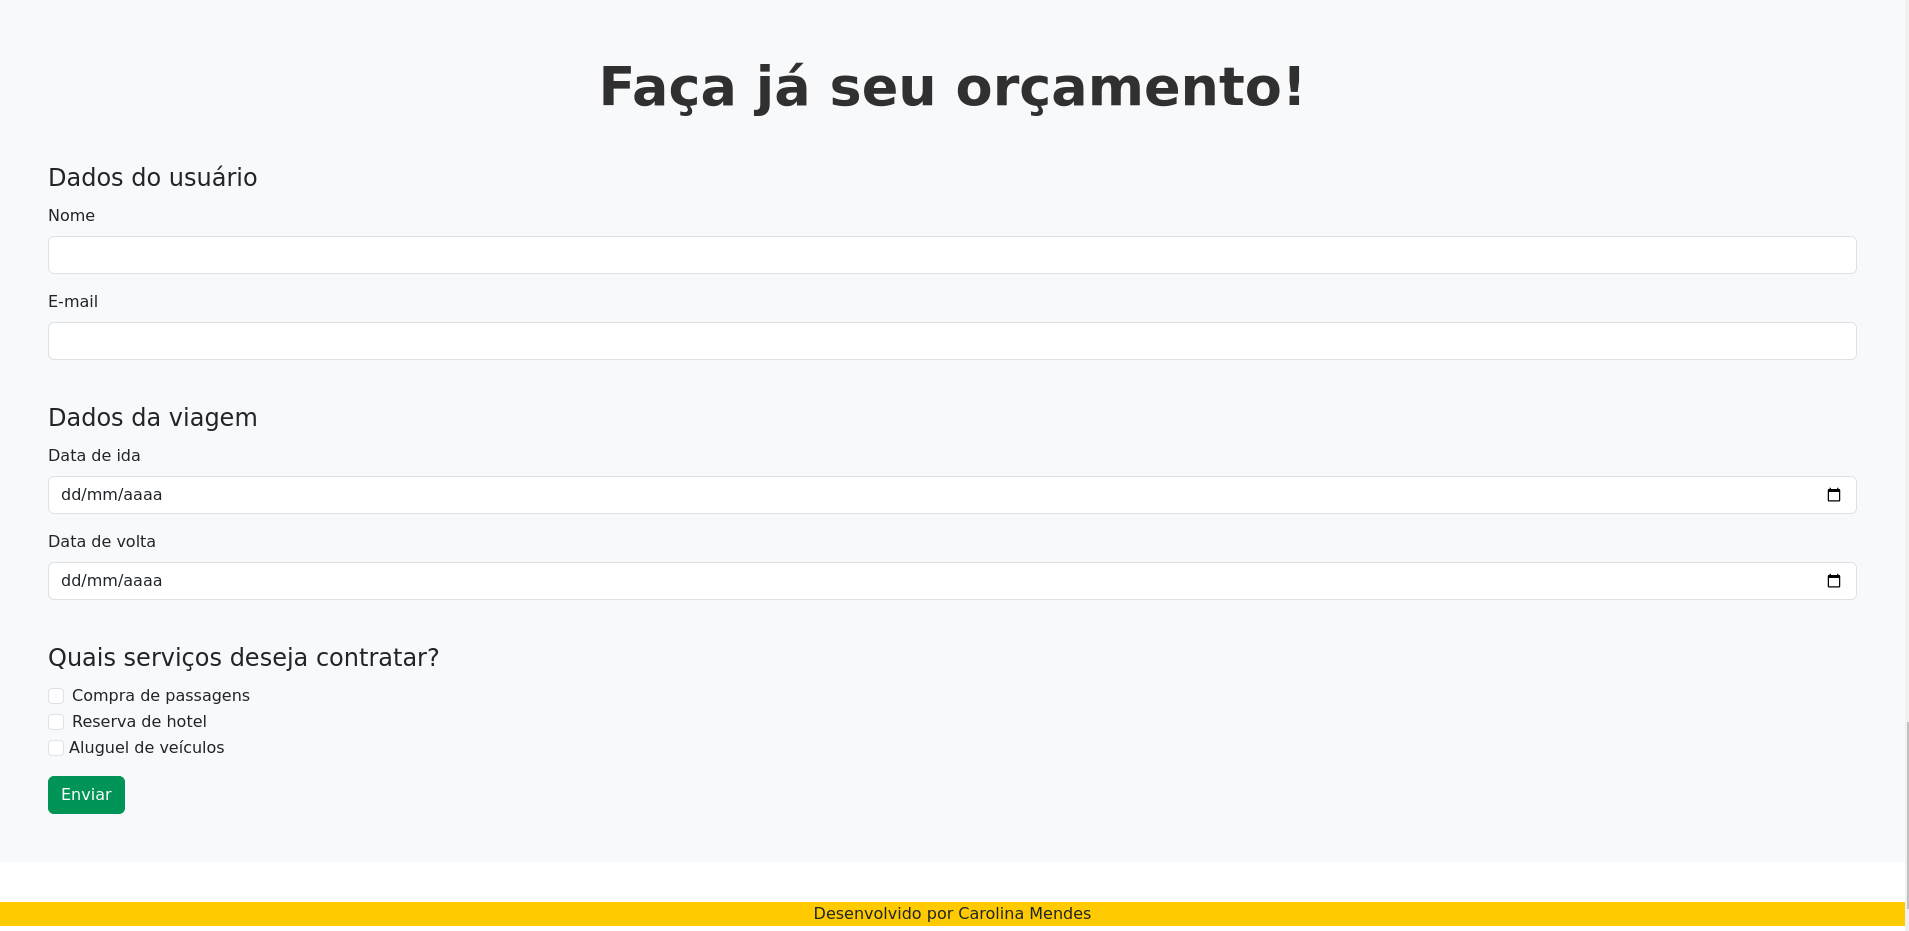 Faça já seu orçamento!
Dados do usuário
Nome
E-mail
Dados da viagem
Data de ida
dd/mm/aaaa
Data de volta
dd/mm/aaaa
Quais serviços deseja contratar?
Compra de passagens
Reserva de hotel
Aluguel de veículos
Enviar
Desenvolvido por Carolina Mendes